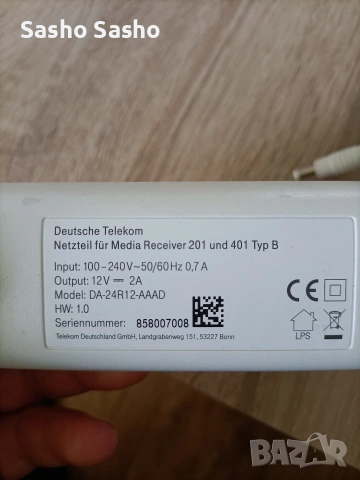 Sasho Sasho
Deutsche Telekom
Netzteil für Media Receiver 201 und 401 Typ B
Input: 100-240V~50/60Hz 0,7 A
Output: 12V ⎓ 2A
Model: DA-24R12-AAAD
HW: 1.0
Seriennummer: 858007008
Telekom Deutschland GmbH, Landgrabenweg 151, 53227 Bonn
CE
LPS
BAZAR